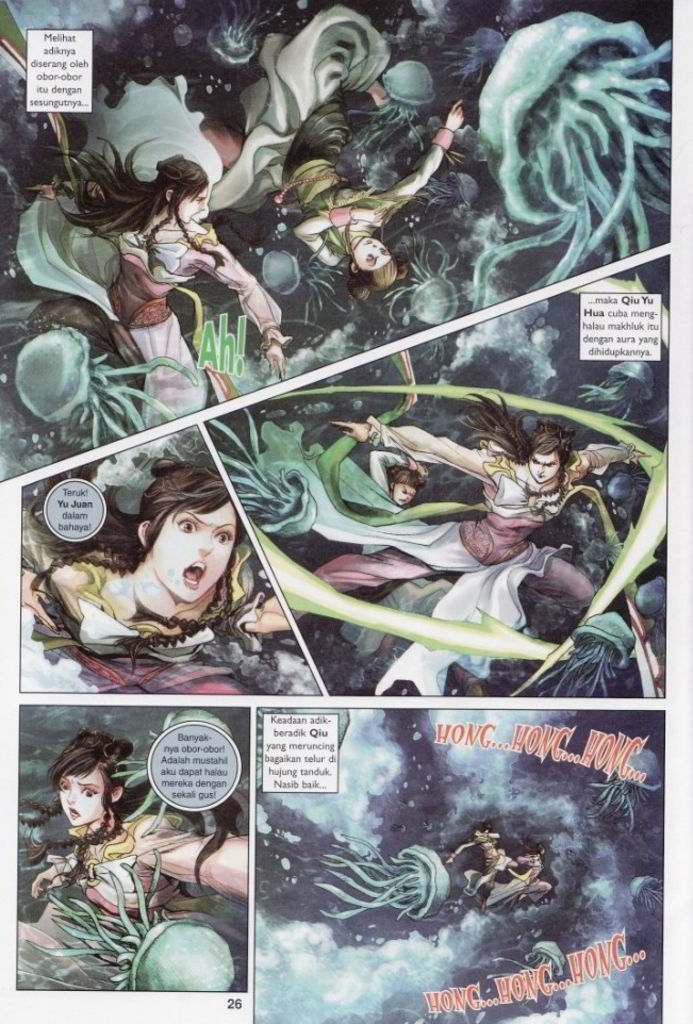 Melihat
adiknya
diserang oleh
obor-obor
itu dengan
sesungutnya...
Ah!
...maka Qiu Yu
Hua cuba meng-
halau makhluk itu
dengan aura yang
dihidupkannya.
Teruk!
Yu Juan
dalam
bahaya!
Banyak-
nya obor-obor!
Adalah mustahil
aku dapat halau
mereka dengan
sekali gus!
Keadaan adik-
beradik Qiu
yang meruncing
bagaikan telur di
hujung tanduk.
Nasib baik...
HONG...HONG...HONG...
HONG...HONG...HONG...
26